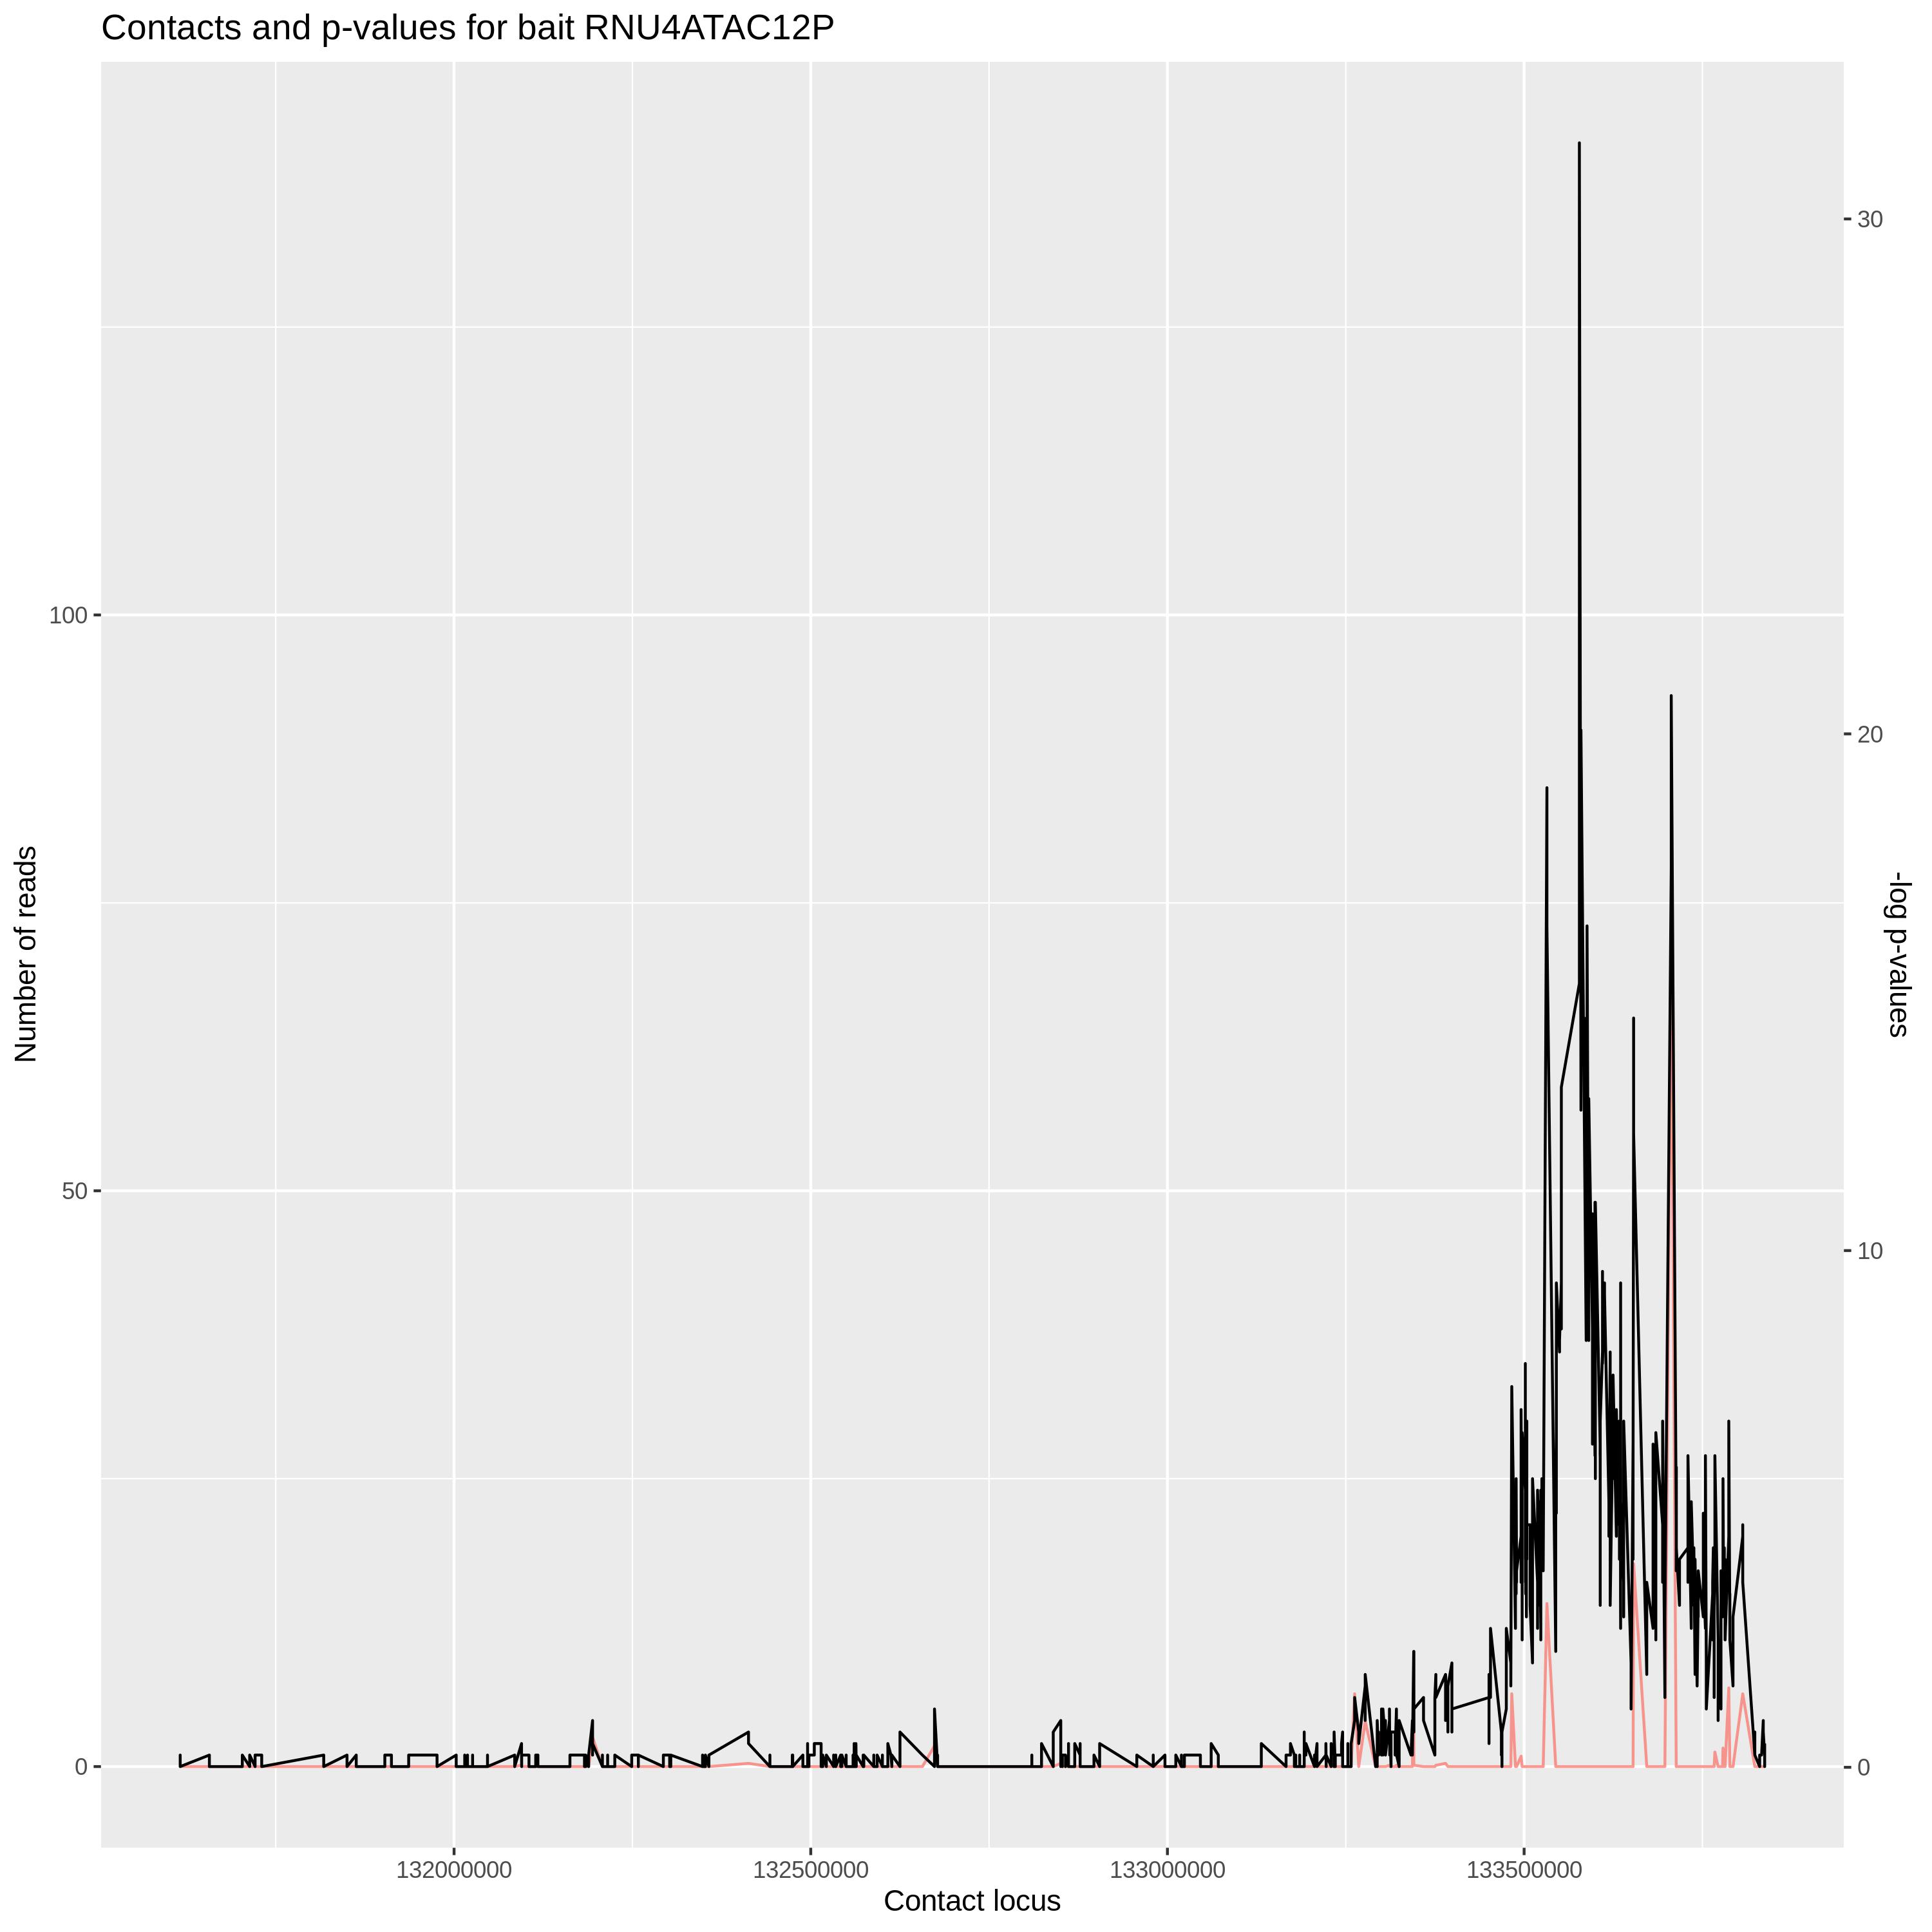 Contacts and p-values for bait RNU4ATAC12P
Number of reads
100
50
0
30
20
10
0
-log p-values
132000000
132500000
133000000
133500000
Contact locus